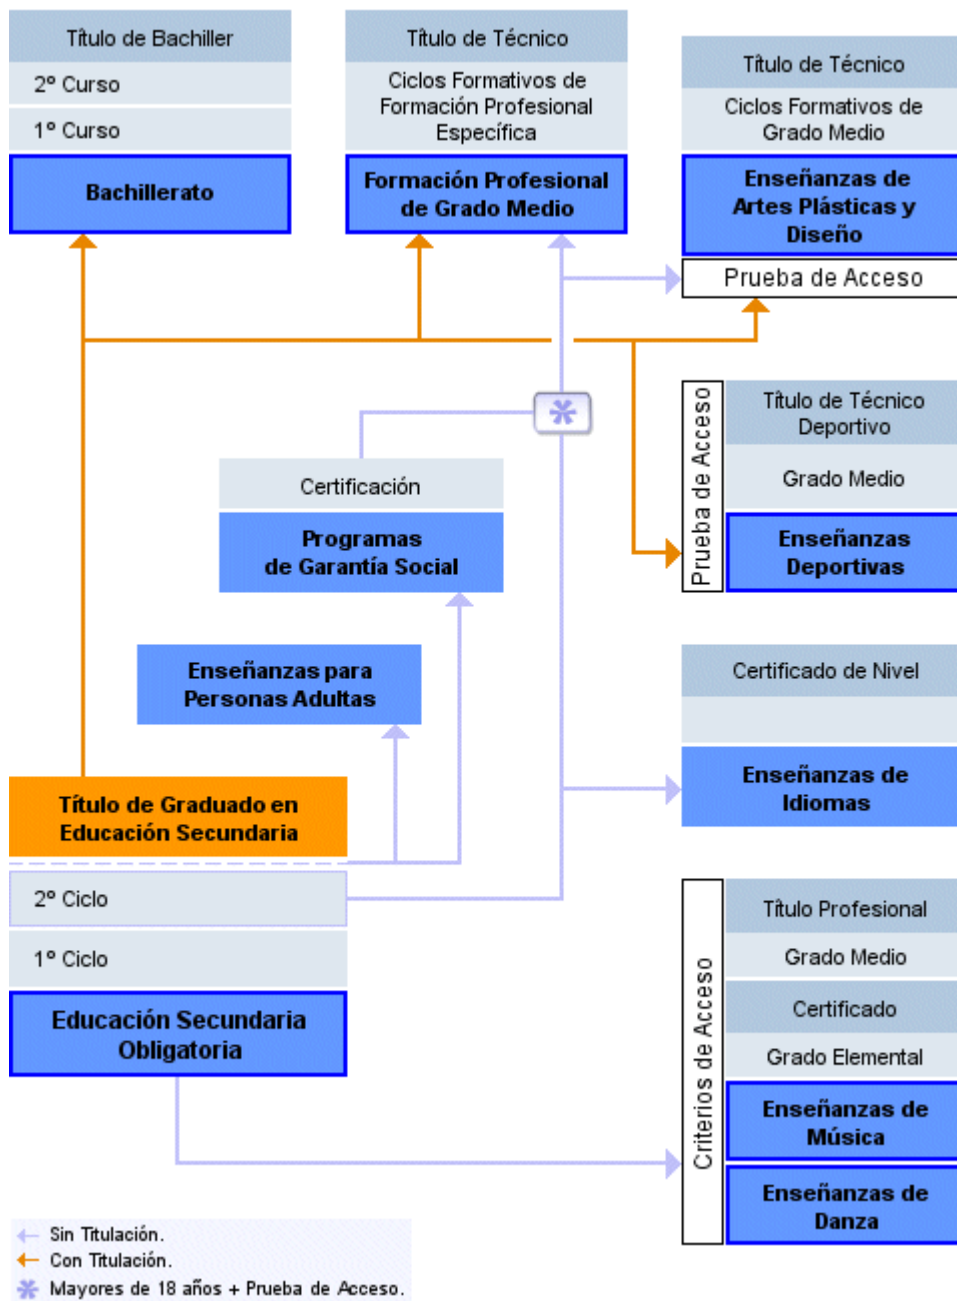 Título de Bachiller
2º Curso
1º Curso
Bachillerato
Título de Técnico
Ciclos Formativos de
Formación Profesional
Específica
Formación Profesional
de Grado Medio
Título de Técnico
Ciclos Formativos de
Grado Medio
Enseñanzas de
Artes Plásticas y
Diseño
Prueba de Acceso
Prueba de Acceso
Título de Técnico
Deportivo
Grado Medio
Enseñanzas
Deportivas
Certificación
Programas
de Garantía Social
Enseñanzas para
Personas Adultas
Certificado de Nivel
Enseñanzas de
Idiomas
Título de Graduado en
Educación Secundaria
2º Ciclo
1º Ciclo
Educación Secundaria
Obligatoria
Criterios de Acceso
Título Profesional
Grado Medio
Certificado
Grado Elemental
Enseñanzas de
Música
Enseñanzas de
Danza
Sin Titulación.
Con Titulación.
Mayores de 18 años + Prueba de Acceso.